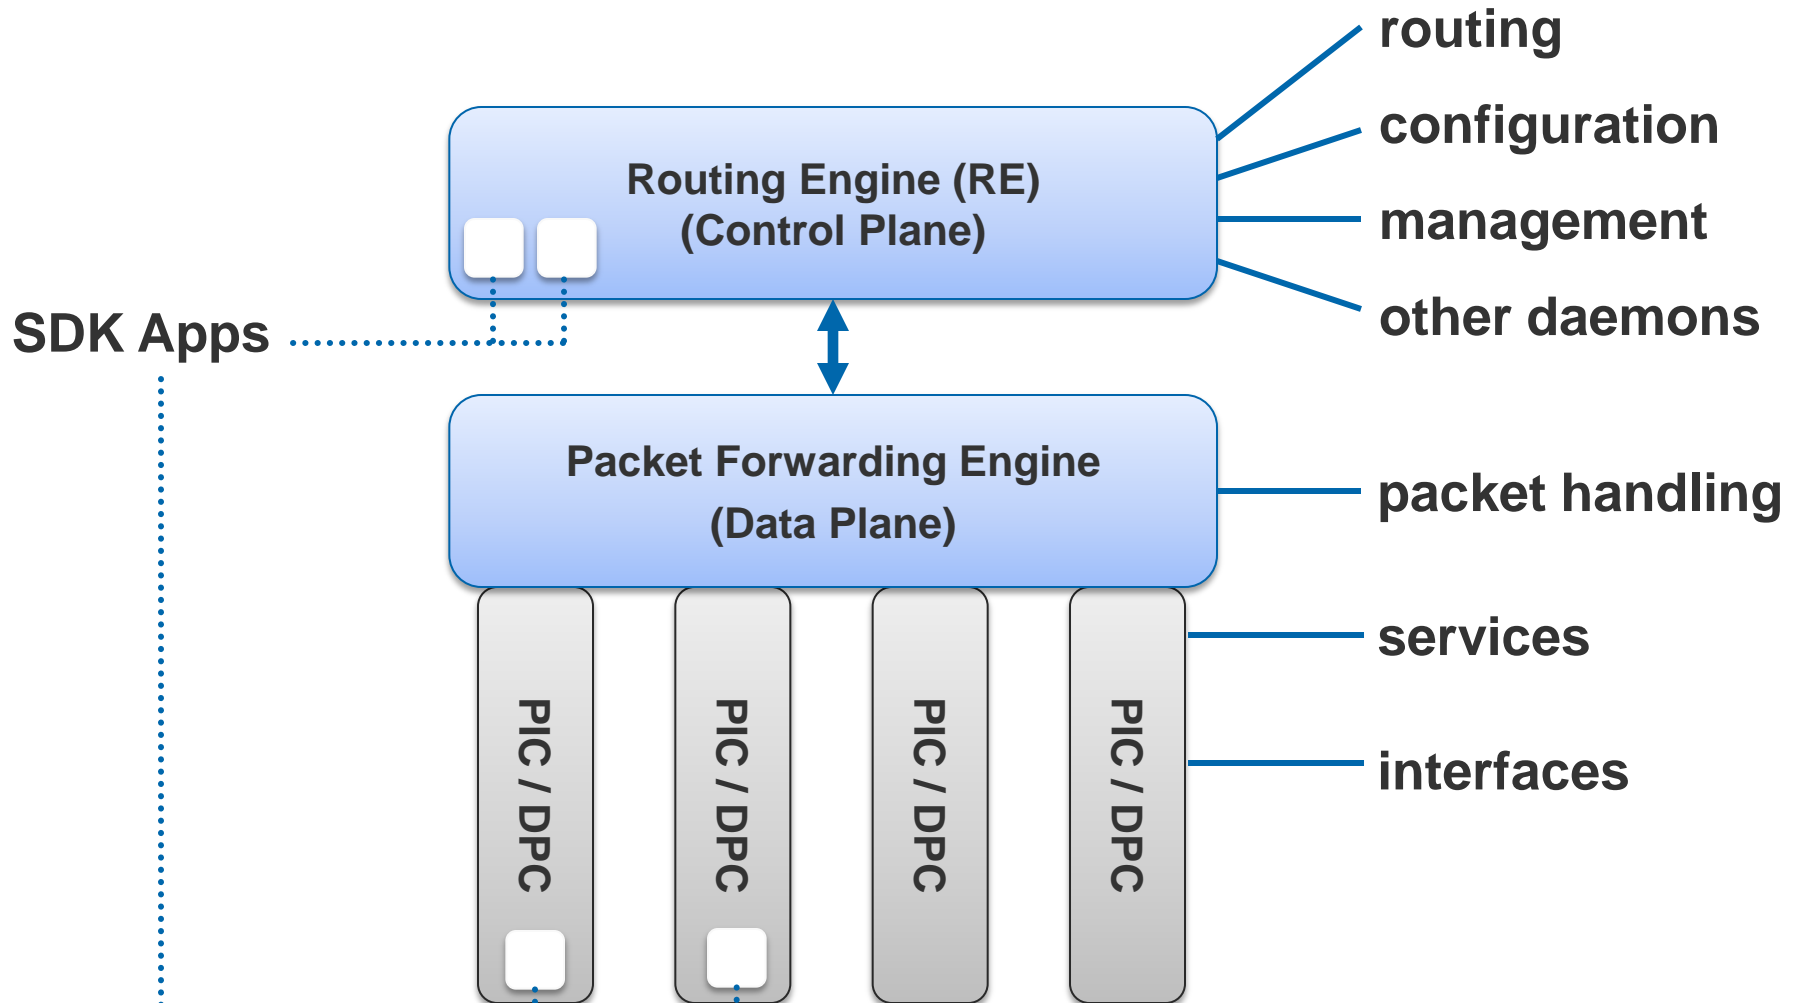 routing
configuration
management
other daemons
Routing Engine (RE)
(Control Plane)
SDK Apps
Packet Forwarding Engine
(Data Plane)
packet handling
services
interfaces
PIC / DPC
PIC / DPC
PIC / DPC
PIC / DPC